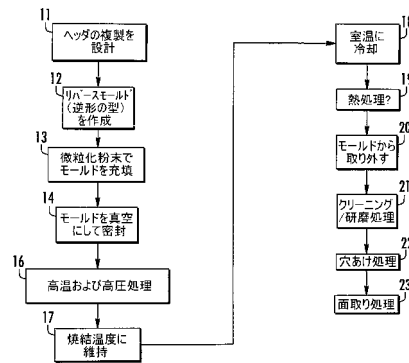 11
ヘッダの複製を
設計
12
リバースモールド
(逆形の型)
を作成
13
微粒化粉末で
モールドを充填
14
モールドを真空
にして密封
16
高温および高圧処理
17
焼結温度に
維持
18
室温に
冷却
19
熱処理?
20
モールドから
取り外す
21
クリーニング
/研磨処理
22
穴あけ処理
23
面取り処理